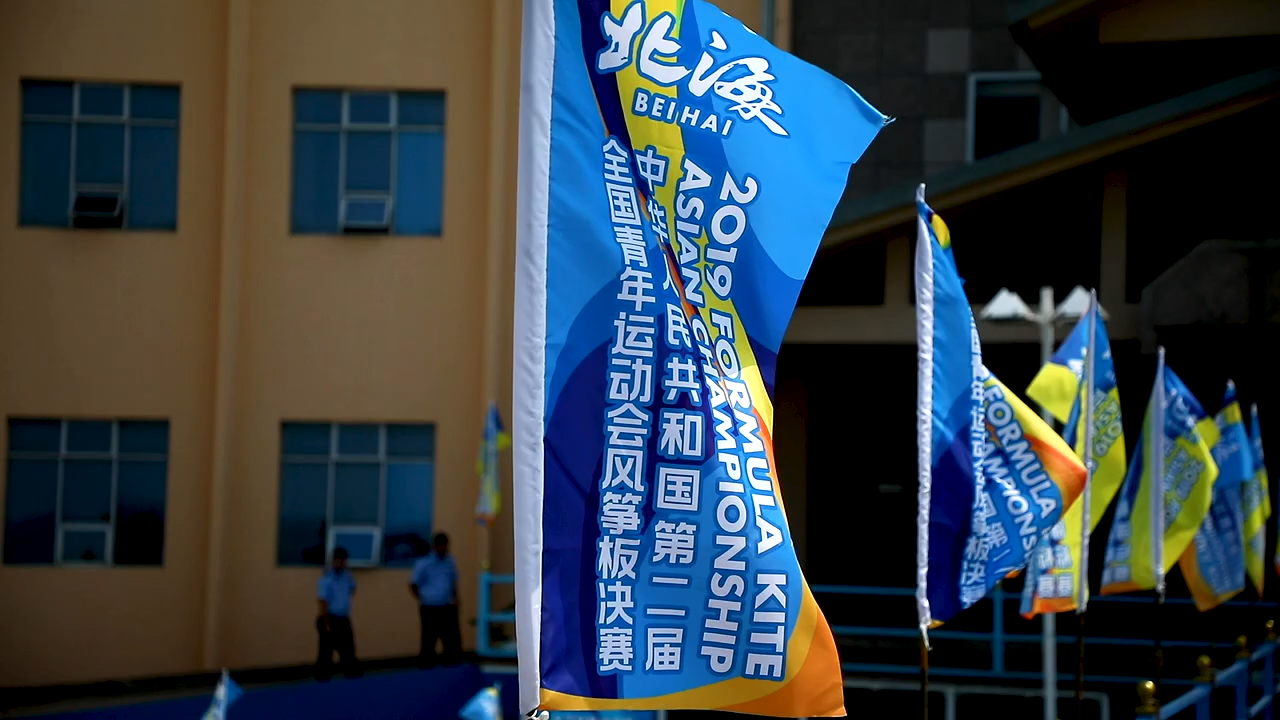 北海
BEIHAI
2019 FORMULA KITE
ASIAN CHAMPIONSHIP
中华人民共和国第二届
全国青年运动会风筝板决赛
FORMULA